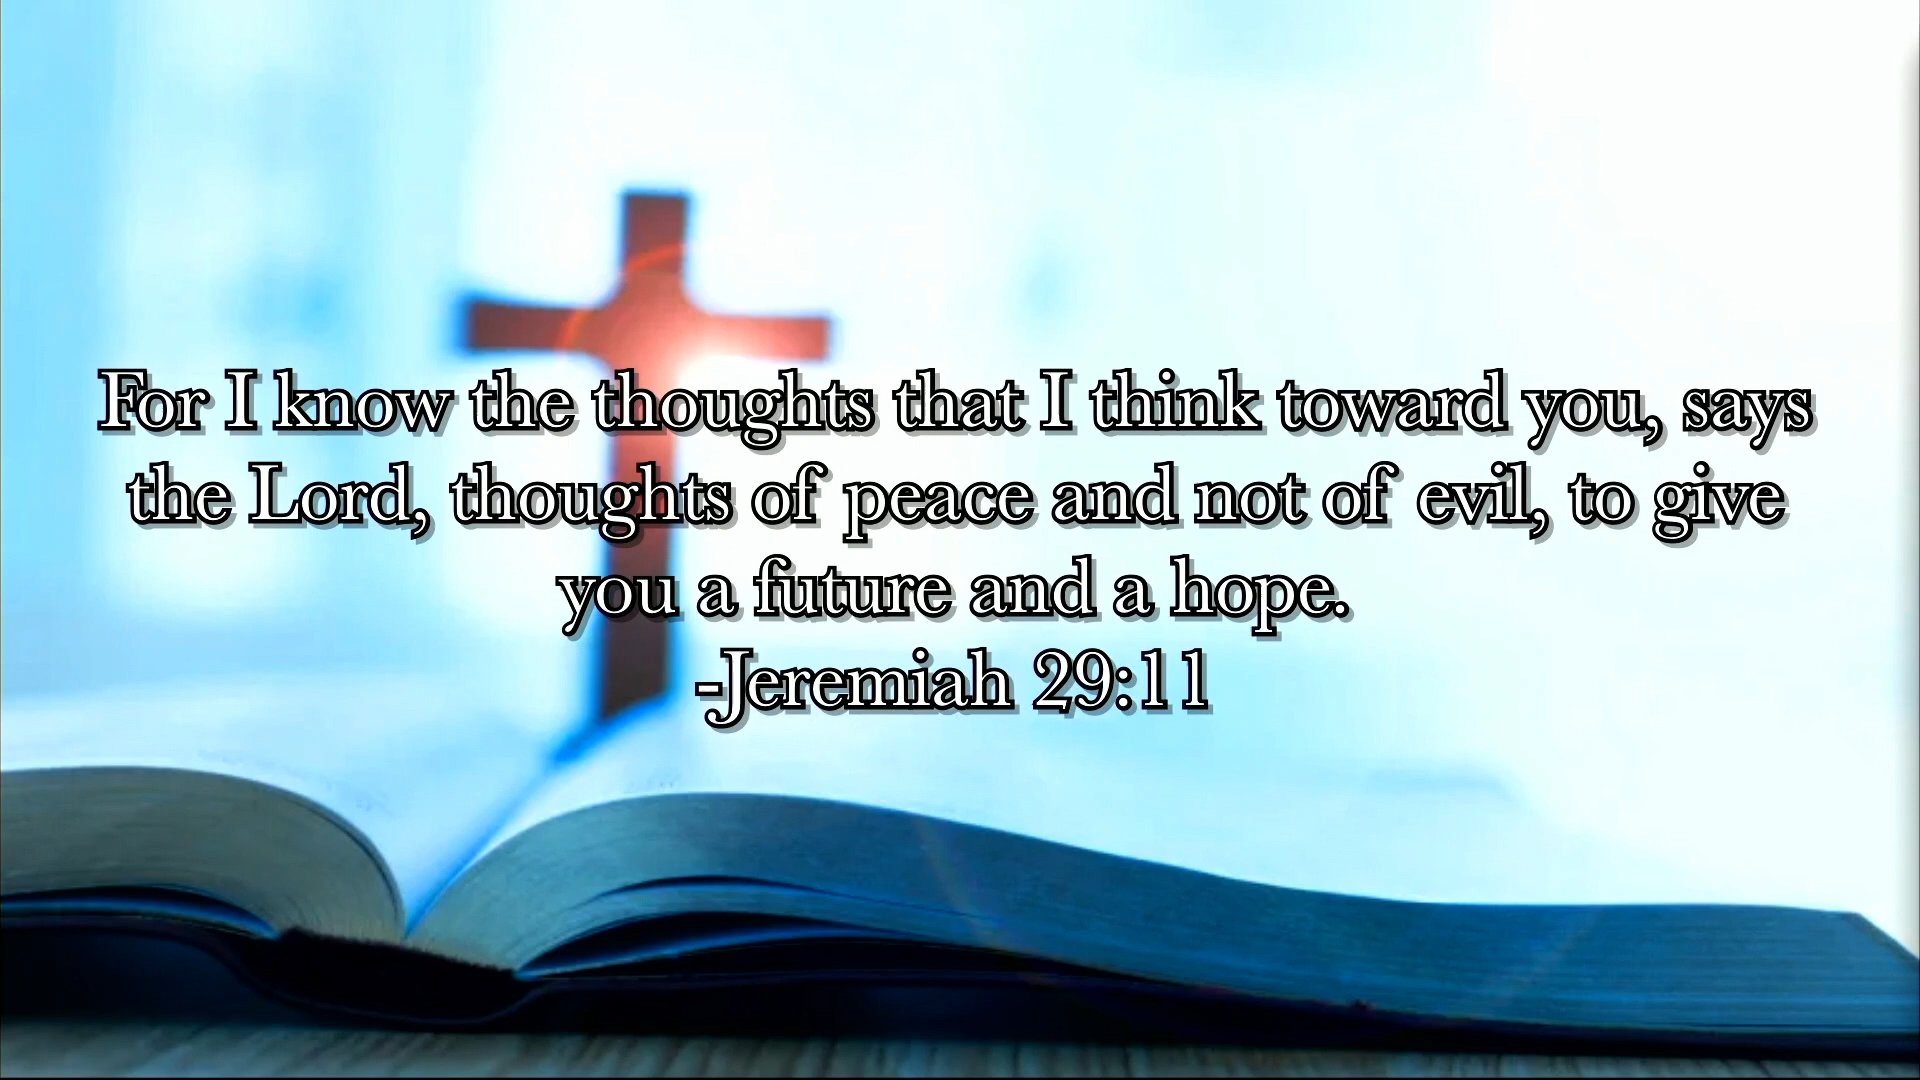 For I know the thoughts that I think toward you, says
the Lord, thoughts of peace and not of evil, to give
you a future and a hope.
-Jeremiah 29:11